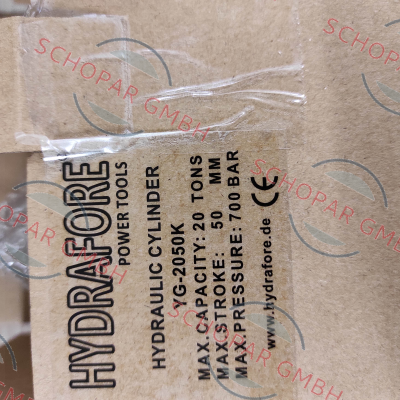 HYDRAFORE
POWER TOOLS
HYDRAULIC CYLINDER
YG-2050K
MAX.CAPACITY: 20 TONS
MAX.STROKE: 50 MM
MAX.PRESSURE: 700 BAR
www.hydrafore.de CE
SCHOPAR GMBH
SCHOPAR GMBH
SCHOPAR GMBH
SCHOPAR GMBH
SCHOPAR GMBH